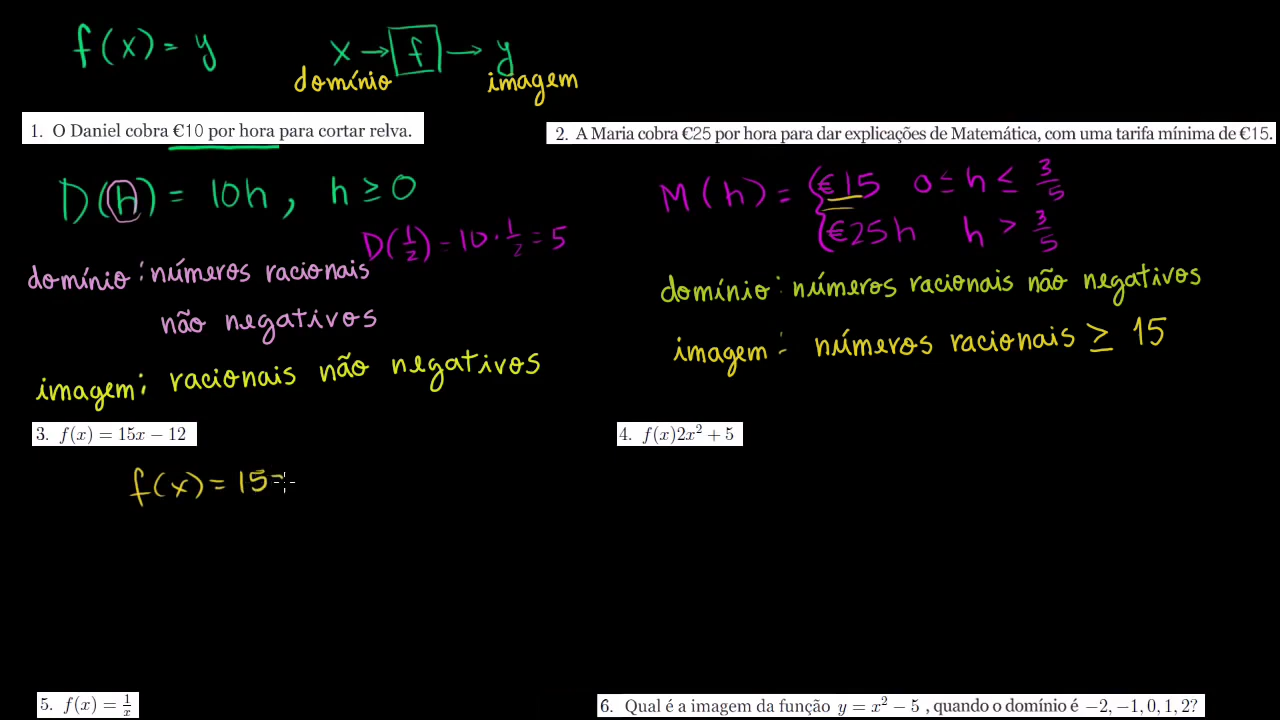 f(x) = y
x → f → y
domínio imagem
1. O Daniel cobra €10 por hora para cortar relva.
D(h) = 10h, h ≥ 0
D(1/2) = 10 · 1/2 = 5
domínio: números racionais
não negativos
imagem: racionais não negativos
2. A Maria cobra €25 por hora para dar explicações de Matemática, com uma tarifa mínima de €15.
M(h) = { €15 0 ≤ h ≤ 3/5
€25h h > 3/5
domínio: números racionais não negativos
imagem: números racionais ≥ 15
3. f(x) = 15x − 12
f(x) = 15
4. f(x)2x² + 5
5. f(x) = 1/x
6. Qual é a imagem da função y = x² − 5 , quando o domínio é −2, −1, 0, 1, 2?